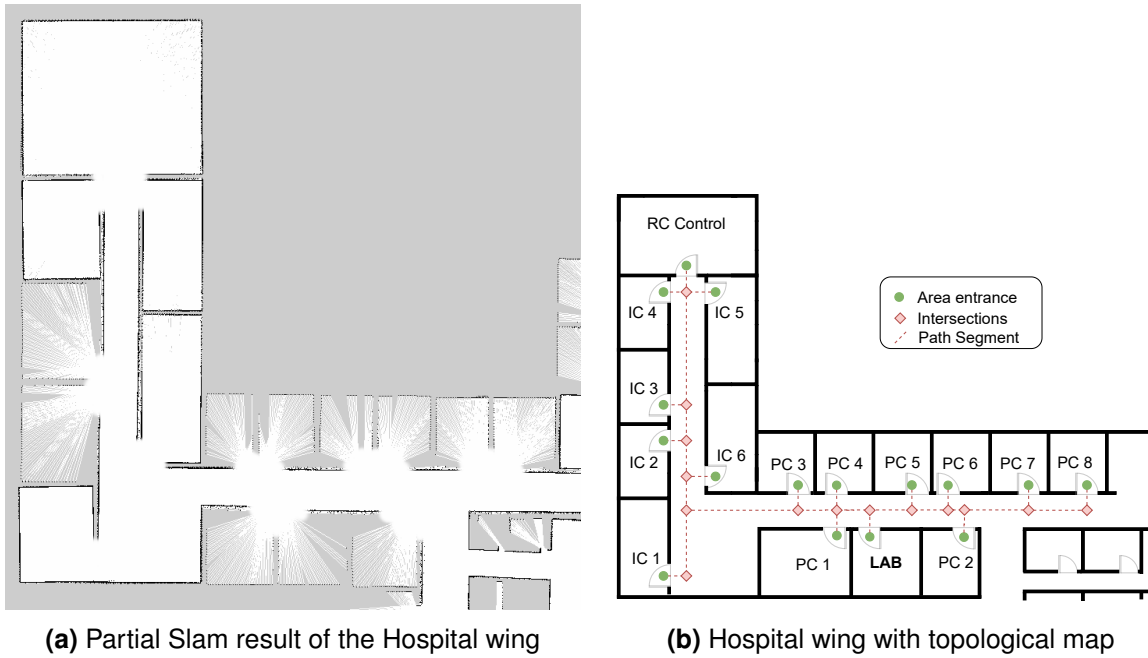 RC Control
IC 4
IC 5
IC 3
IC 2
IC 6
IC 1
Area entrance
Intersections
Path Segment
PC 3
PC 4
PC 5
PC 6
PC 7
PC 8
PC 1
LAB
PC 2
(a) Partial Slam result of the Hospital wing
(b) Hospital wing with topological map